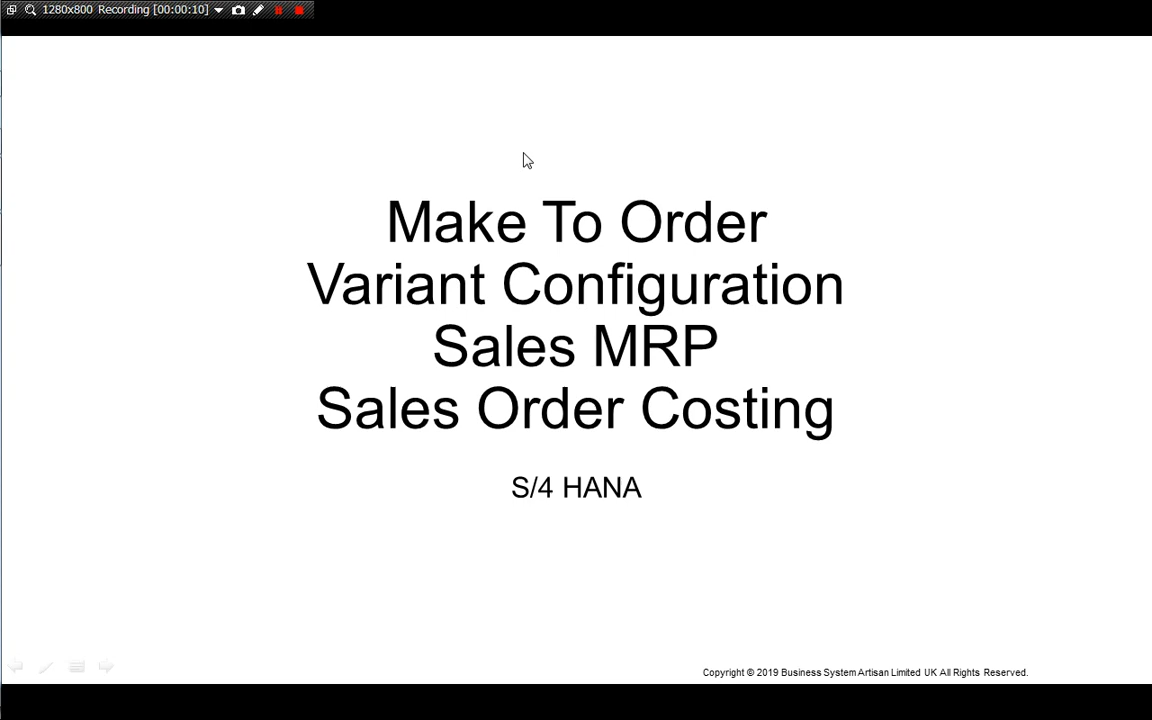 1280x800 Recording [00:00:10]
Make To Order
Variant Configuration
Sales MRP
Sales Order Costing
S/4 HANA
Copyright © 2019 Business System Artisan Limited UK All Rights Reserved.